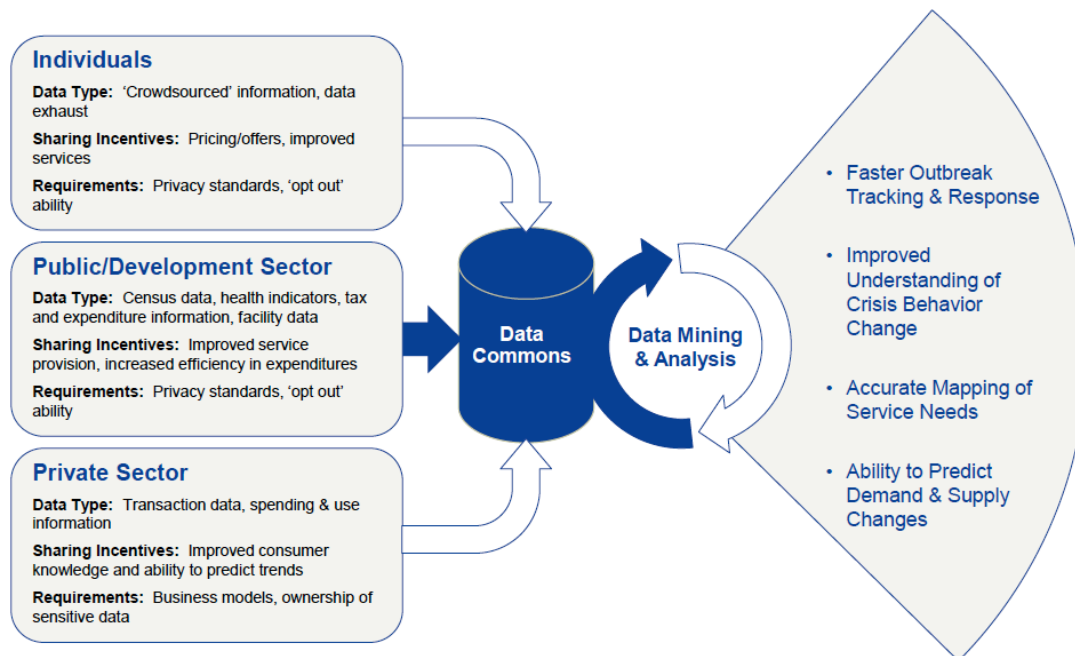 Individuals
Data Type: ‘Crowdsourced’ information, data
exhaust
Sharing Incentives: Pricing/offers, improved
services
Requirements: Privacy standards, ‘opt out’
ability
Public/Development Sector
Data Type: Census data, health indicators, tax
and expenditure information, facility data
Sharing Incentives: Improved service
provision, increased efficiency in expenditures
Requirements: Privacy standards, ‘opt out’
ability
Private Sector
Data Type: Transaction data, spending & use
information
Sharing Incentives: Improved consumer
knowledge and ability to predict trends
Requirements: Business models, ownership of
sensitive data
Data
Commons
Data Mining
& Analysis
• Faster Outbreak
Tracking & Response
• Improved
Understanding of
Crisis Behavior
Change
• Accurate Mapping of
Service Needs
• Ability to Predict
Demand & Supply
Changes